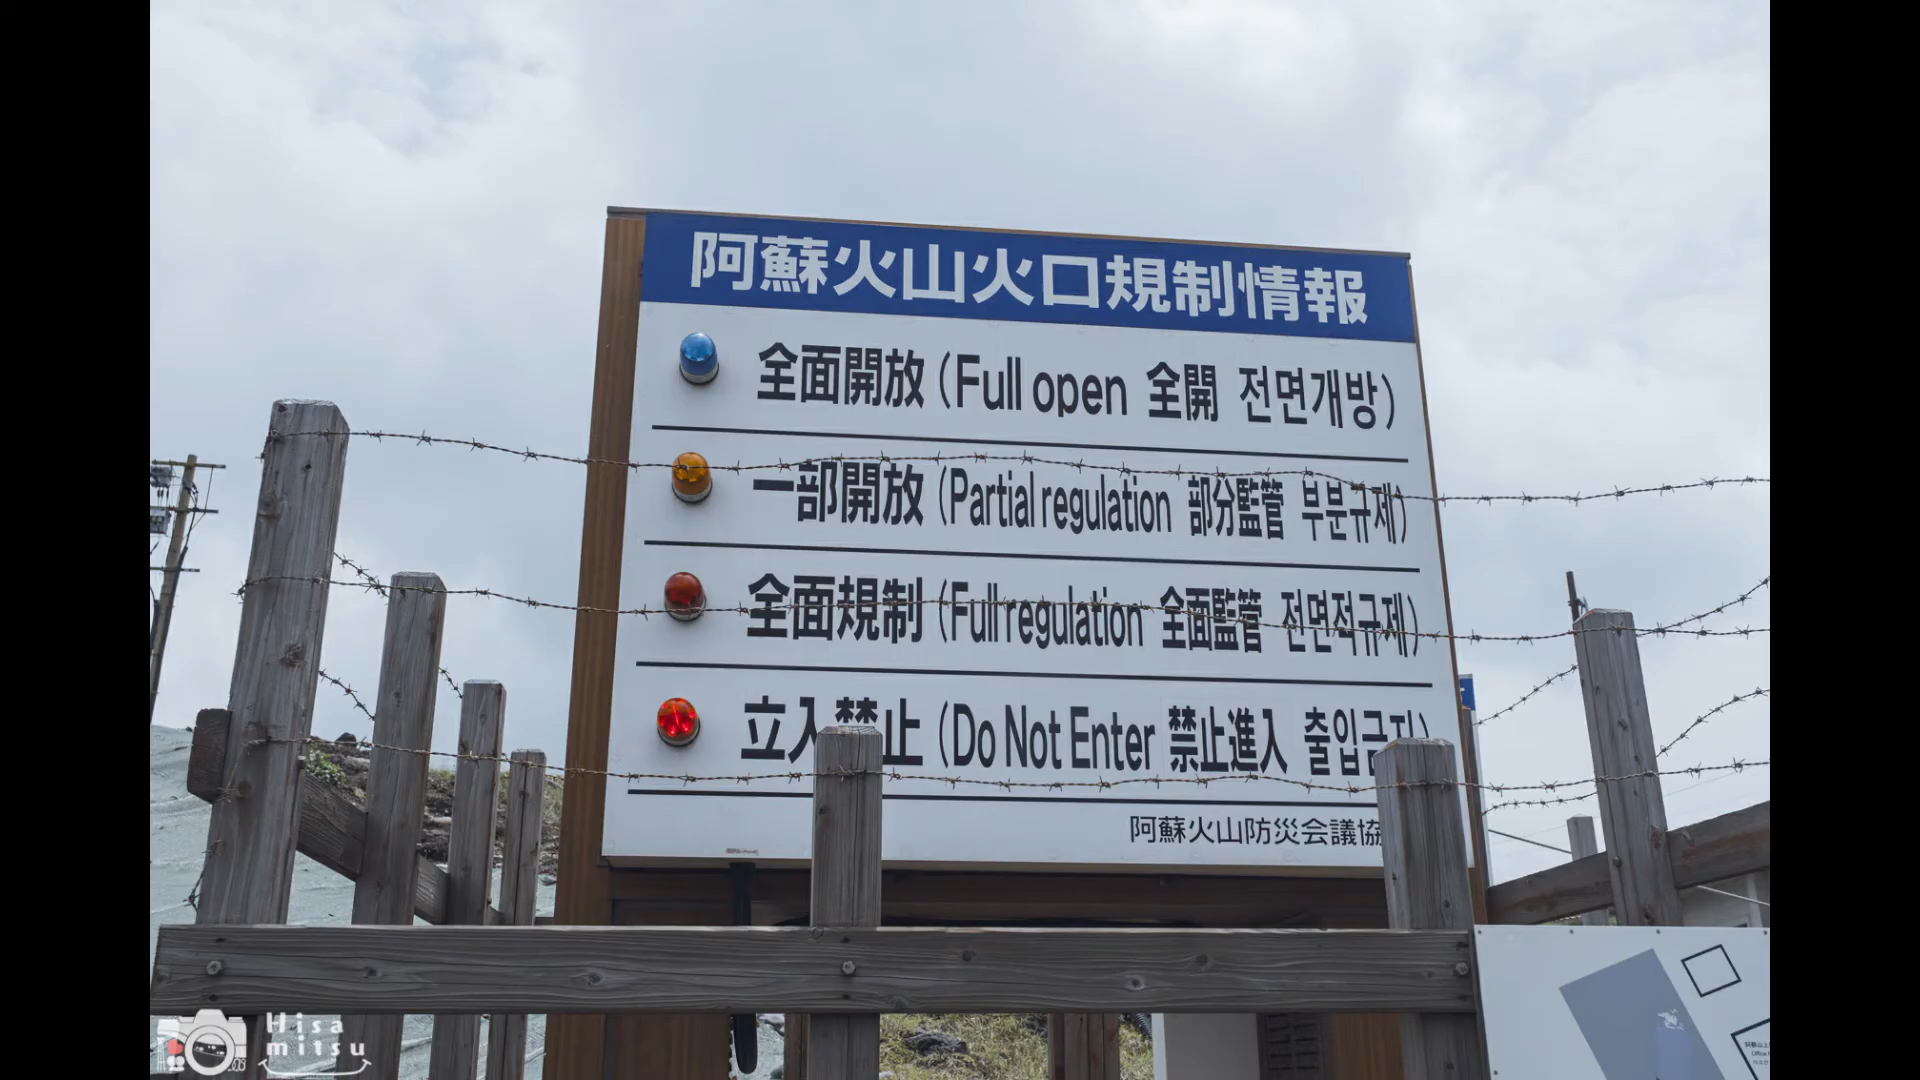 阿蘇火山火口規制情報
全面開放（Full open 全開 전면개방）
一部開放（Partial regulation 部分監管 부분규제）
全面規制（Full regulation 全面監管 전면적규제）
立入禁止（Do Not Enter 禁止進入 출입금지）
阿蘇火山防災会議協
Hisa
mitsu